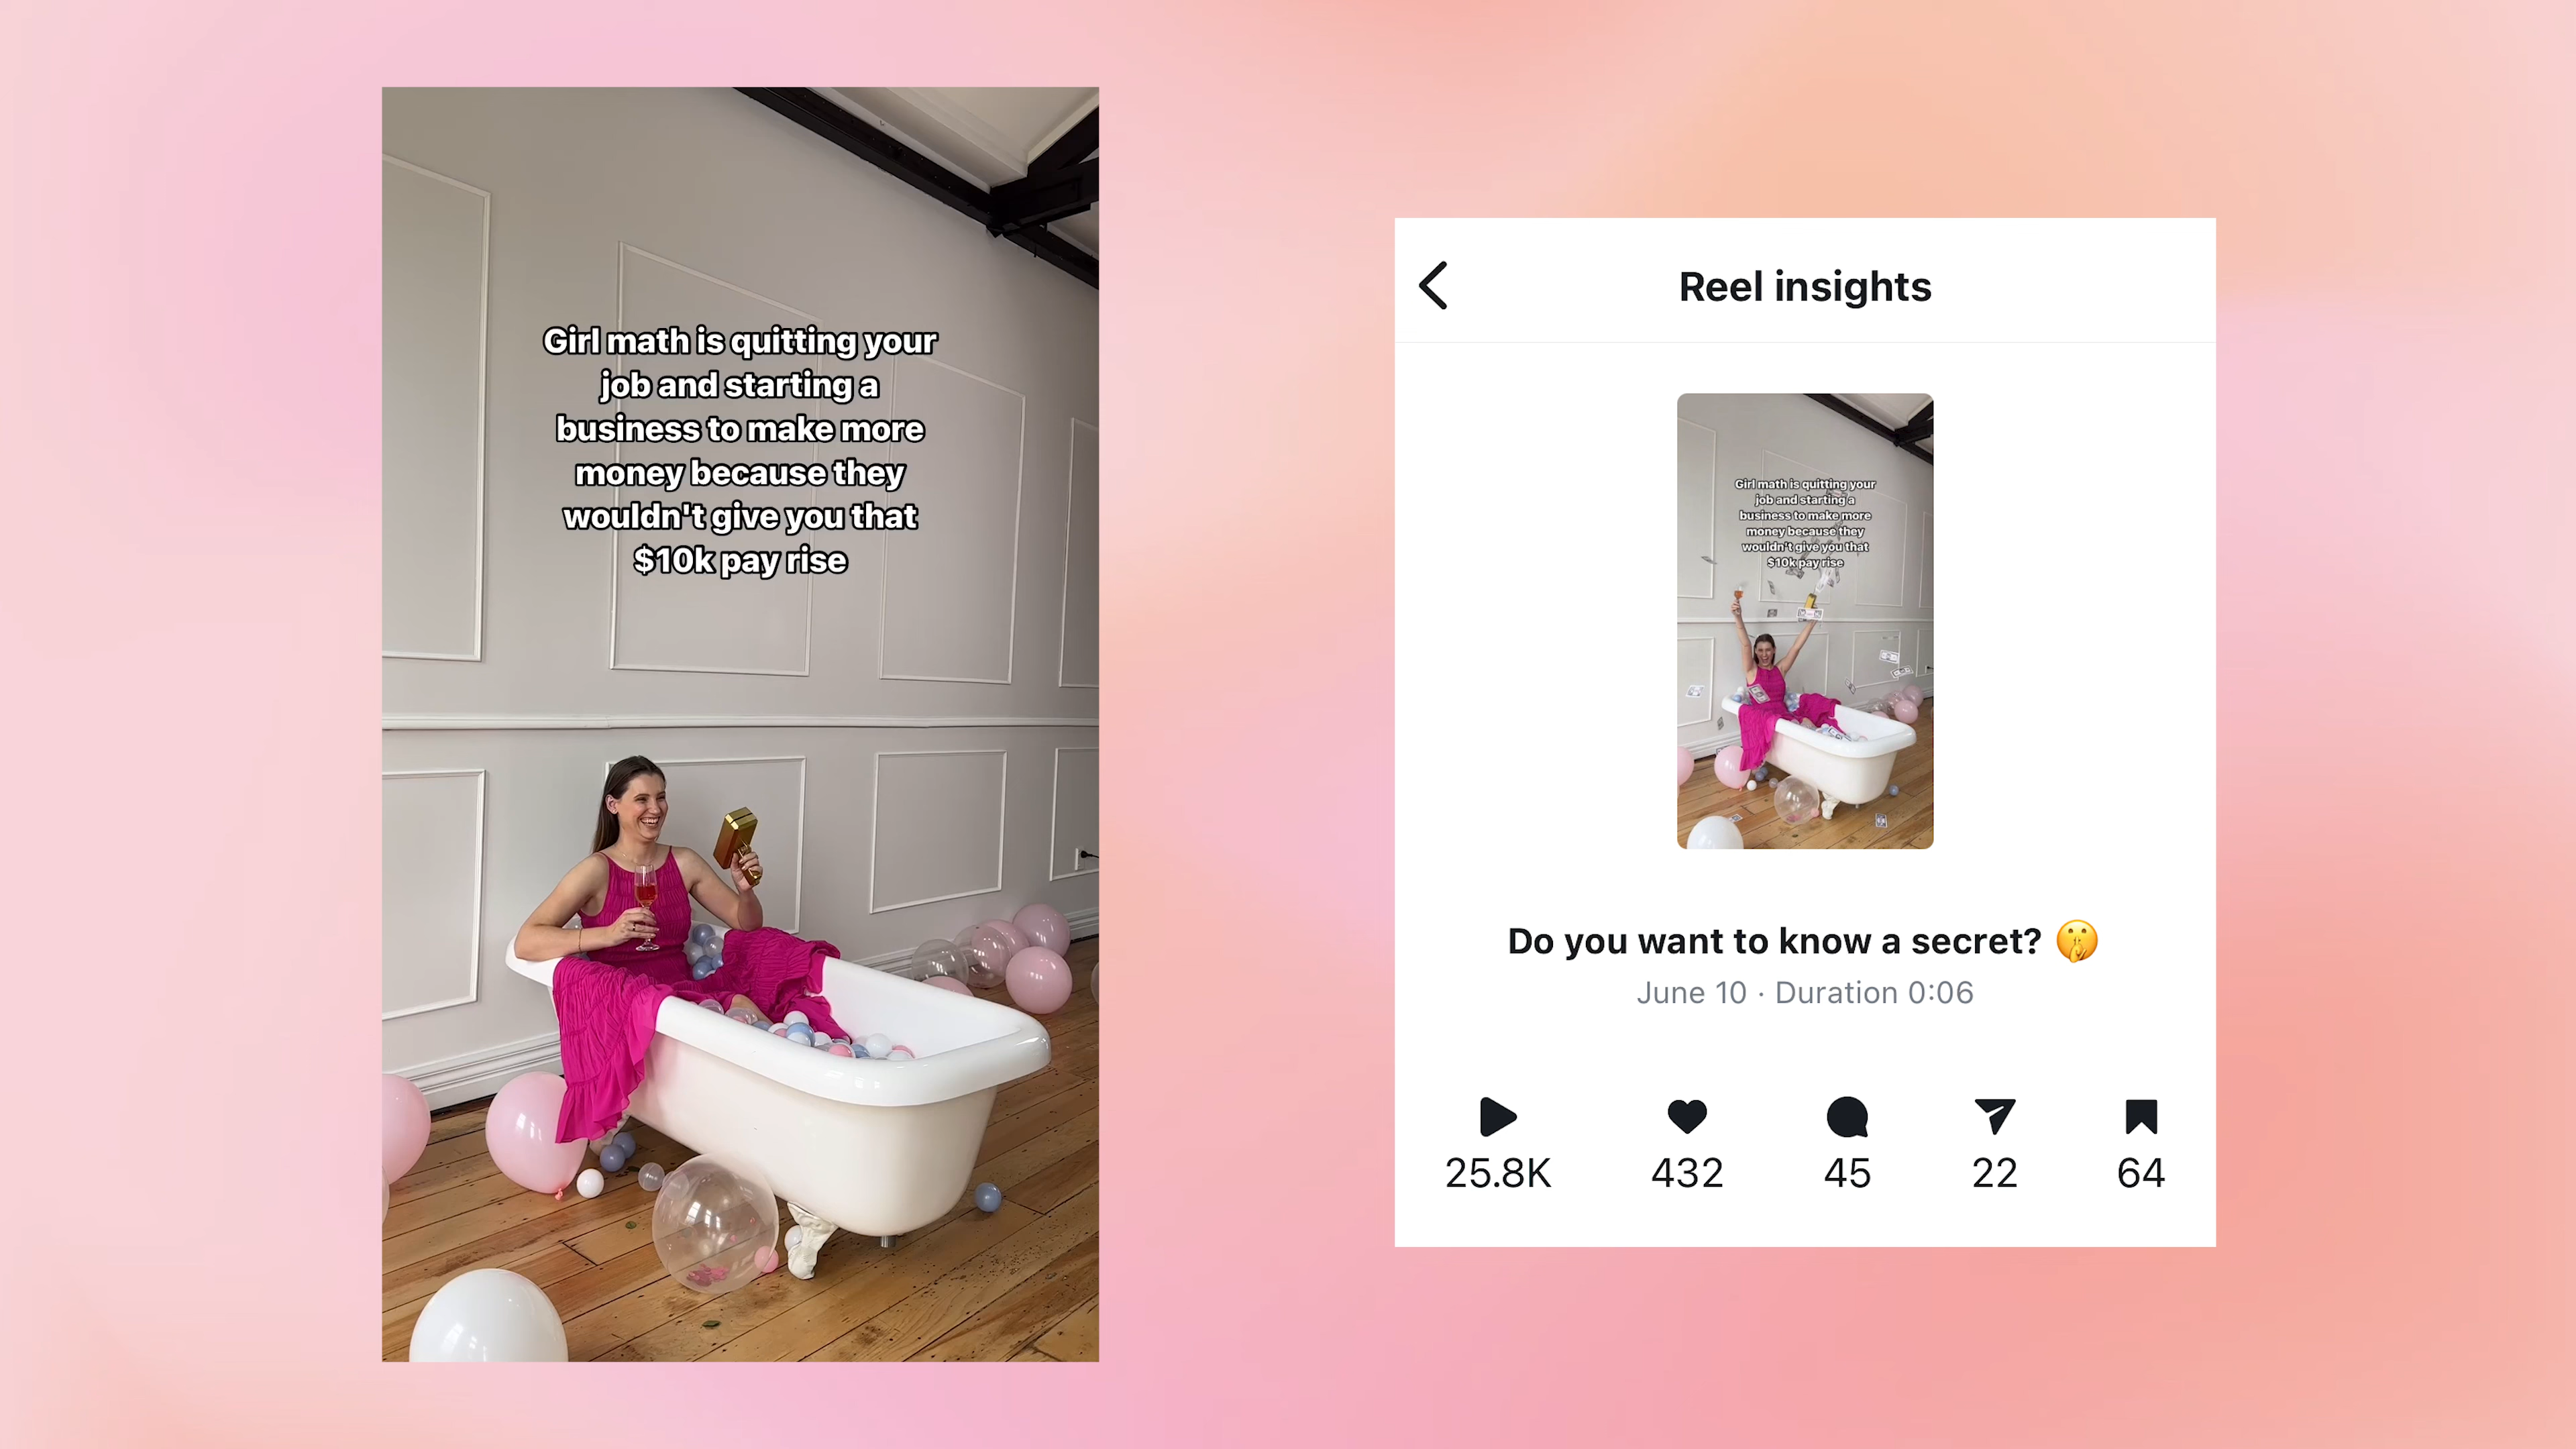 Girl math is quitting your
job and starting a
business to make more
money because they
wouldn't give you that
$10k pay rise
Reel insights
Girl math is quitting your
job and starting a
business to make more
money because they
wouldn't give you that
$10k pay rise
Do you want to know a secret? 🤫
June 10 · Duration 0:06
25.8K 432 45 22 64